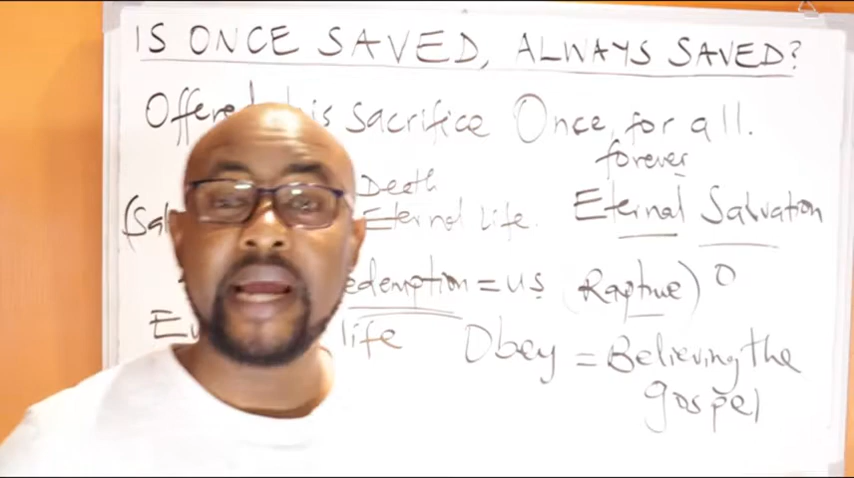 IS ONCE SAVED, ALWAYS SAVED?
Offered his Sacrifice Once, for all.
forever
Death
Eternal Life. Eternal Salvation
edemption = us (Rapture) O
life Obey = Believing the
gospel